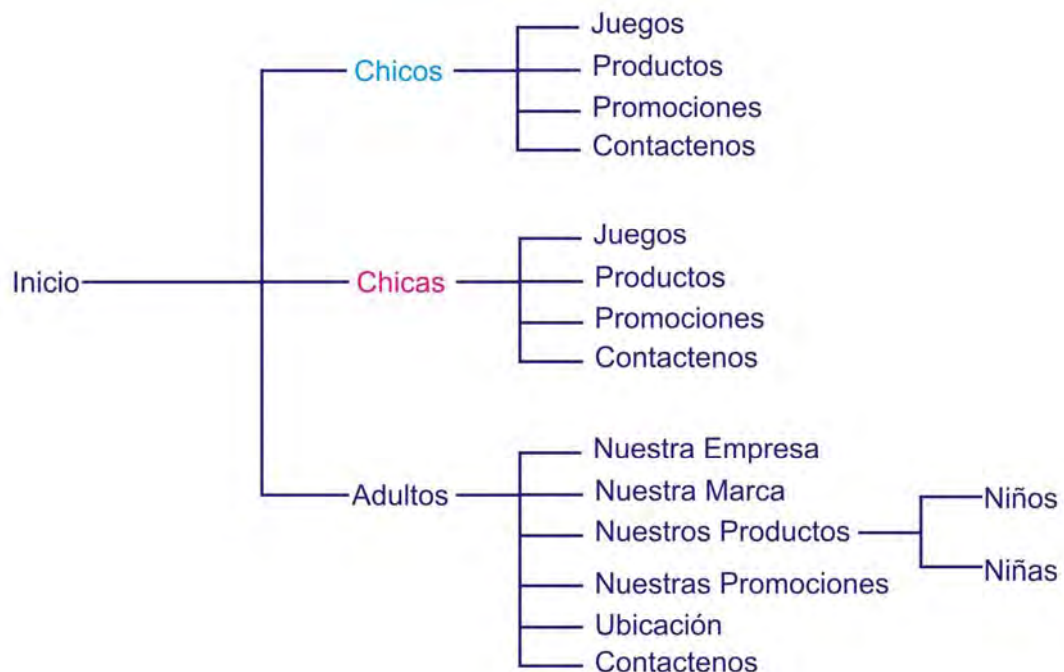 Inicio
Chicos
Juegos
Productos
Promociones
Contactenos
Chicas
Juegos
Productos
Promociones
Contactenos
Adultos
Nuestra Empresa
Nuestra Marca
Nuestros Productos
Niños
Niñas
Nuestras Promociones
Ubicación
Contactenos